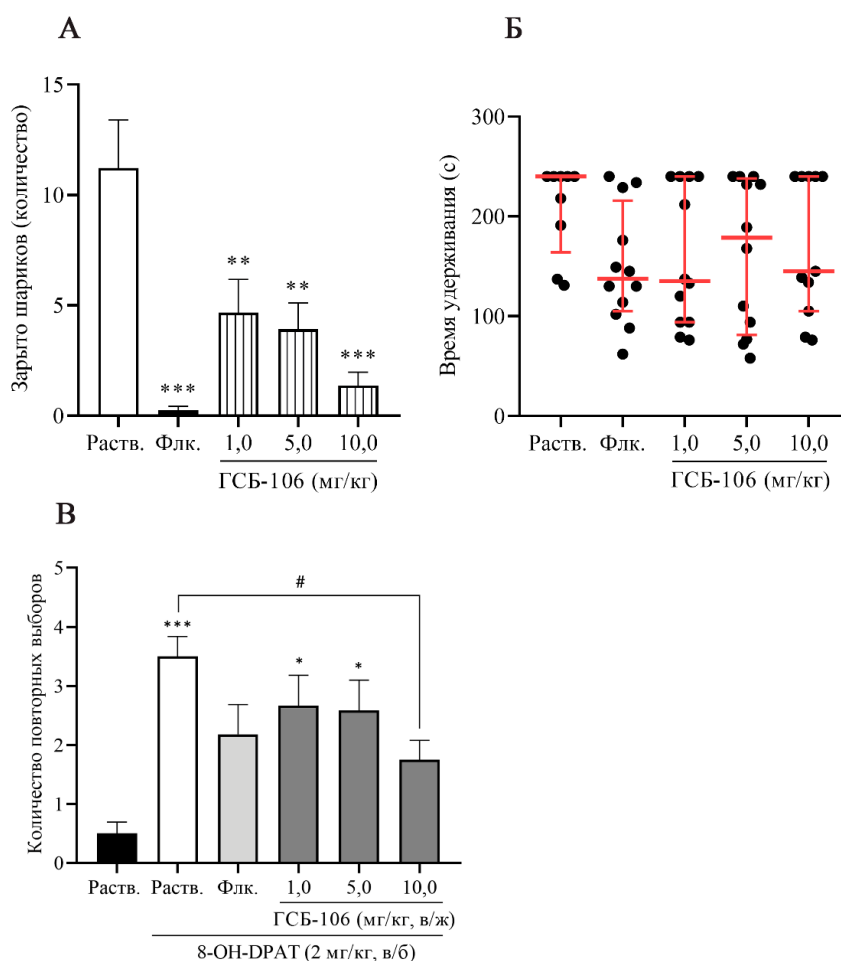 А
Зарыто шариков (количество)
15
10
5
0
**
**
***
***
Раств. Флк. 1,0 5,0 10,0
ГСБ-106 (мг/кг)
Б
Время удерживания (с)
300
200
100
0
Раств. Флк. 1,0 5,0 10,0
ГСБ-106 (мг/кг)
В
Количество повторных выборов
5
4
3
2
1
0
#
***
*
*
Раств. Раств. Флк. 1,0 5,0 10,0
ГСБ-106 (мг/кг, в/ж)
8-OH-DPAT (2 мг/кг, в/б)